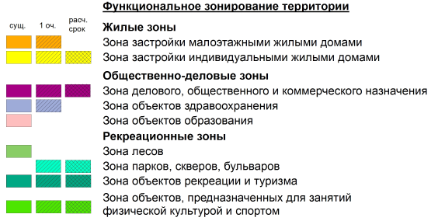 Функциональное зонирование территории
сущ. 1 оч. расч. срок
Жилые зоны
Зона застройки малоэтажными жилыми домами
Зона застройки индивидуальными жилыми домами
Общественно-деловые зоны
Зона делового, общественного и коммерческого назначения
Зона объектов здравоохранения
Зона объектов образования
Рекреационные зоны
Зона лесов
Зона парков, скверов, бульваров
Зона объектов рекреации и туризма
Зона объектов, предназначенных для занятий
физической культурой и спортом